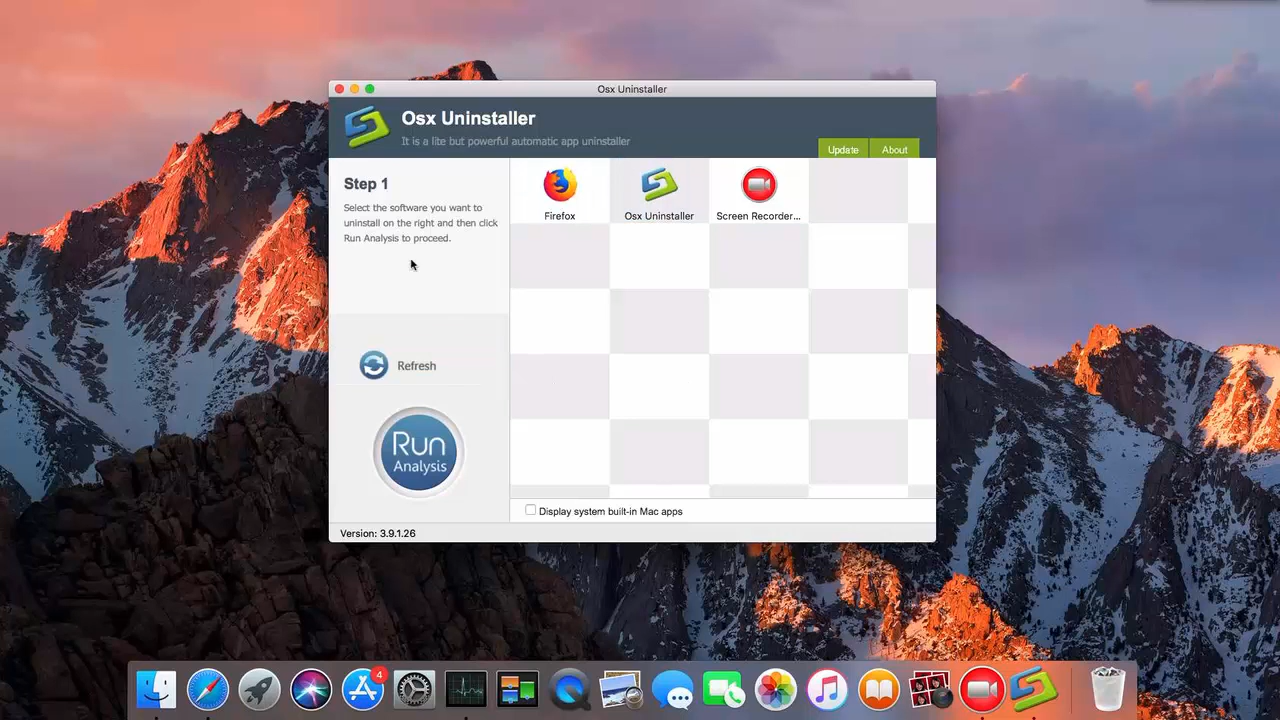 Osx Uninstaller
Osx Uninstaller
It is a lite but powerful automatic app uninstaller
Update
About
Step 1
Select the software you want to
uninstall on the right and then click
Run Analysis to proceed.
Firefox
Osx Uninstaller
Screen Recorder...
Refresh
Run
Analysis
Display system built-in Mac apps
Version: 3.9.1.26
4